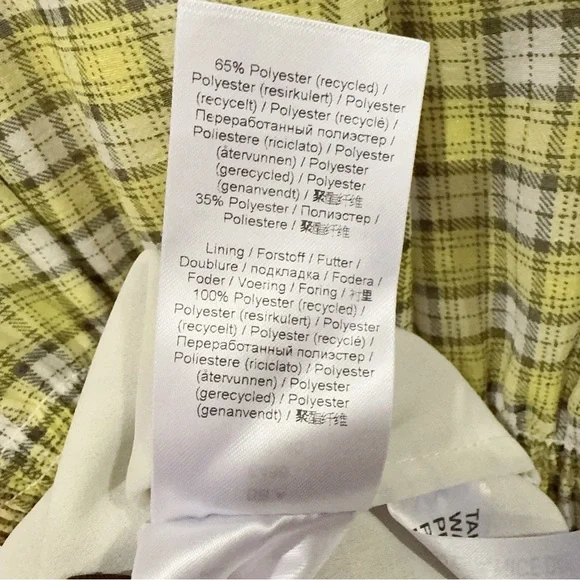 65% Polyester (recycled) /
Polyester (resirkulert) / Polyester
(recycelt) / Polyester (recyclé) /
Переработанный полиэстер /
Poliestere (riciclato) / Polyester
(återvunnen) / Polyester
(gerecycled) / Polyester
(genanvendt) / 聚重纤维
35% Polyester / Полиэстер /
Poliestere / 聚重纤维
Lining / Forstoff / Futter /
Doublure / подкладка / Fodera /
Foder / Voering / Foring / 衬里
100% Polyester (recycled) /
Polyester (resirkulert) / Polyester
(recycelt) / Polyester (recyclé) /
Переработанный полиэстер /
Poliestere (riciclato) / Polyester
(återvunnen) / Polyester
(gerecycled) / Polyester
(genanvendt) / 聚重纤维